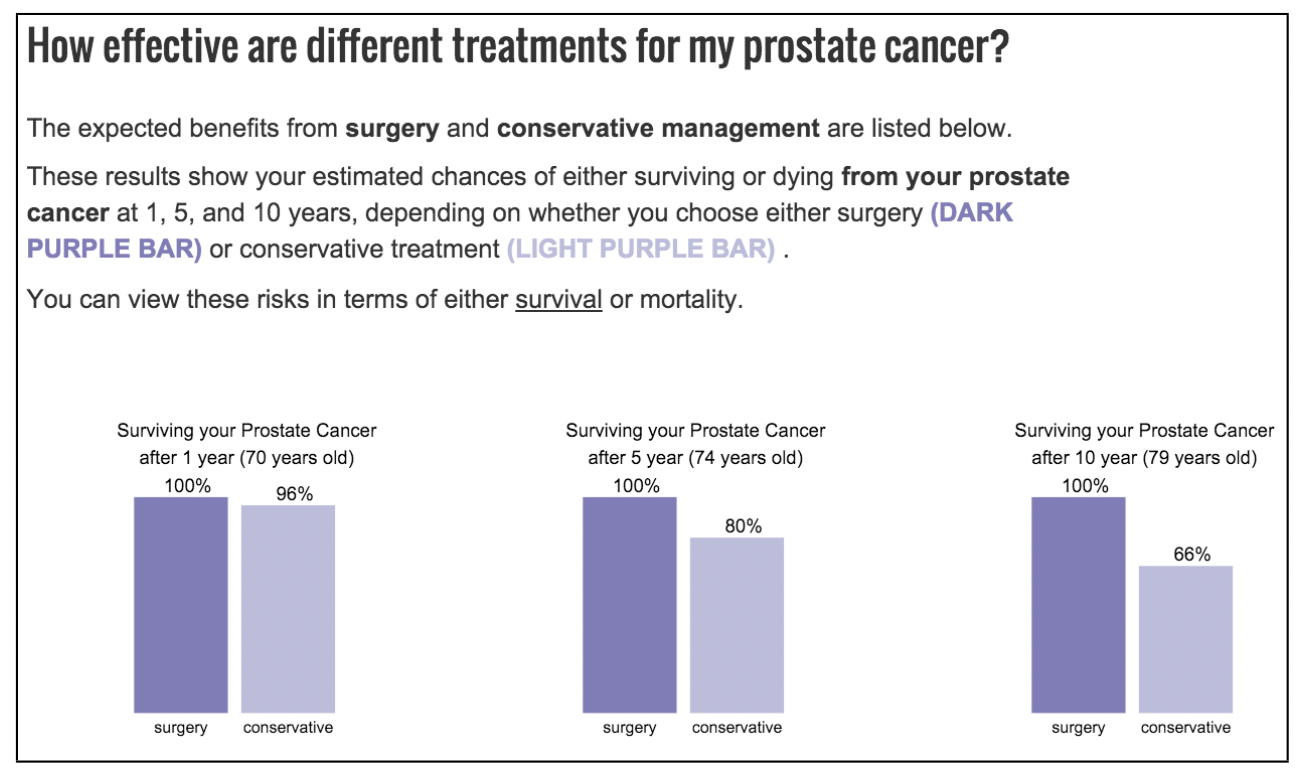 How effective are different treatments for my prostate cancer?
The expected benefits from surgery and conservative management are listed below.
These results show your estimated chances of either surviving or dying from your prostate
cancer at 1, 5, and 10 years, depending on whether you choose either surgery (DARK
PURPLE BAR) or conservative treatment (LIGHT PURPLE BAR) .
You can view these risks in terms of either survival or mortality.
Surviving your Prostate Cancer
after 1 year (70 years old)
100%
96%
surgery
conservative
Surviving your Prostate Cancer
after 5 year (74 years old)
100%
80%
surgery
conservative
Surviving your Prostate Cancer
after 10 year (79 years old)
100%
66%
surgery
conservative